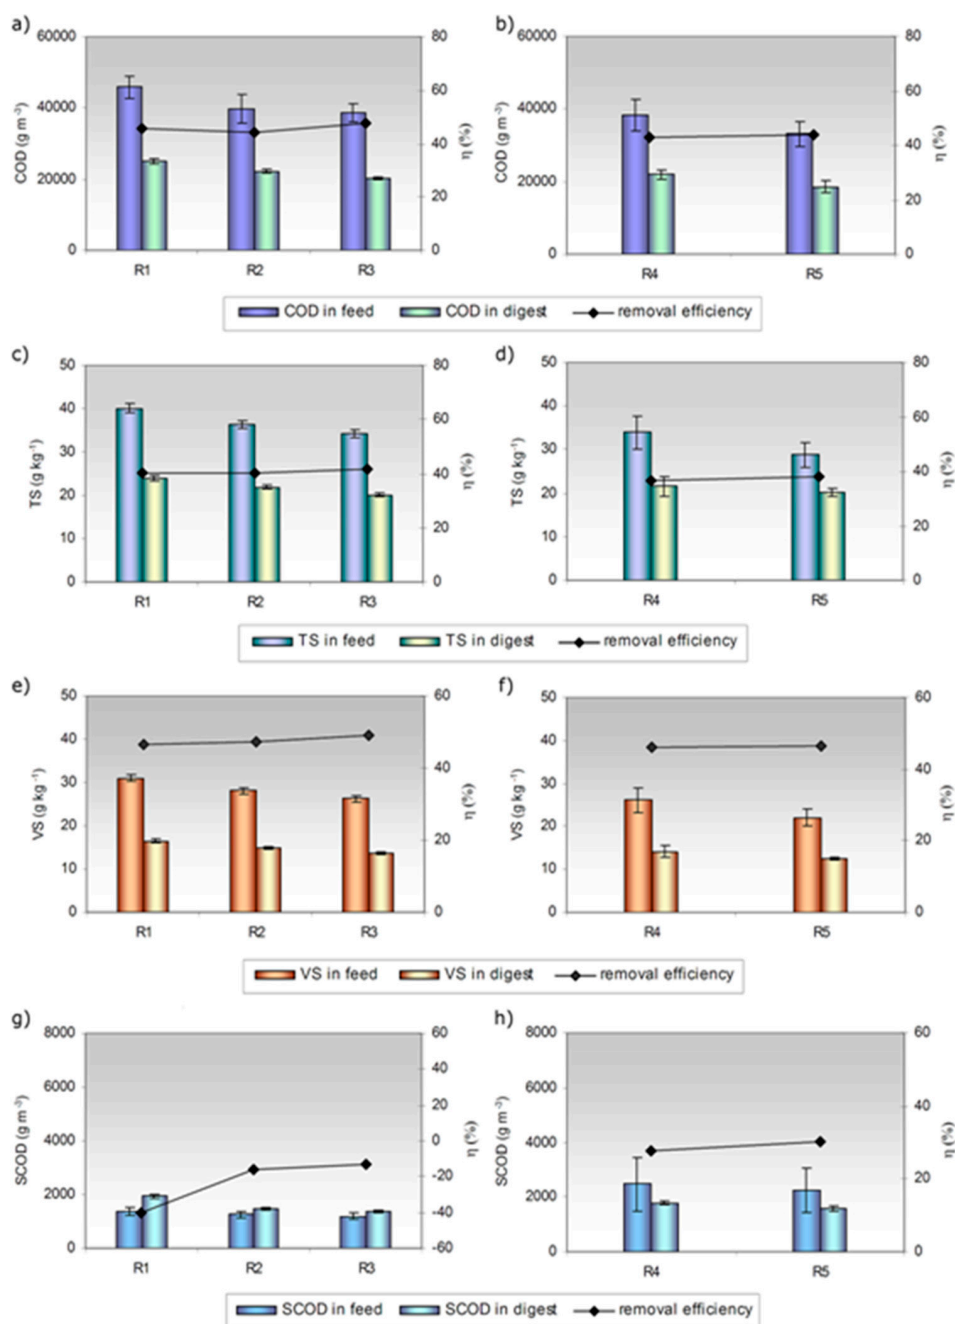 a)
60000
40000
20000
0
COD (g m⁻³)
80
60
40
20
0
η (%)
R1 R2 R3
b)
60000
40000
20000
0
COD (g m⁻³)
80
60
40
20
0
η (%)
R4 R5
COD in feed COD in digest removal efficiency
c)
50
40
30
20
10
0
TS (g kg⁻¹)
80
60
40
20
0
η (%)
R1 R2 R3
d)
50
40
30
20
10
0
TS (g kg⁻¹)
80
60
40
20
0
η (%)
R4 R5
TS in feed TS in digest removal efficiency
e)
50
40
30
20
10
0
VS (g kg⁻¹)
60
40
20
0
η (%)
R1 R2 R3
f)
50
40
30
20
10
0
VS (g kg⁻¹)
60
40
20
0
η (%)
R4 R5
VS in feed VS in digest removal efficiency
g)
8000
6000
4000
2000
0
SCOD (g m⁻³)
60
40
20
0
-20
-40
-60
η (%)
R1 R2 R3
h)
8000
6000
4000
2000
0
SCOD (g m⁻³)
60
40
20
0
η (%)
R4 R5
SCOD in feed SCOD in digest removal efficiency